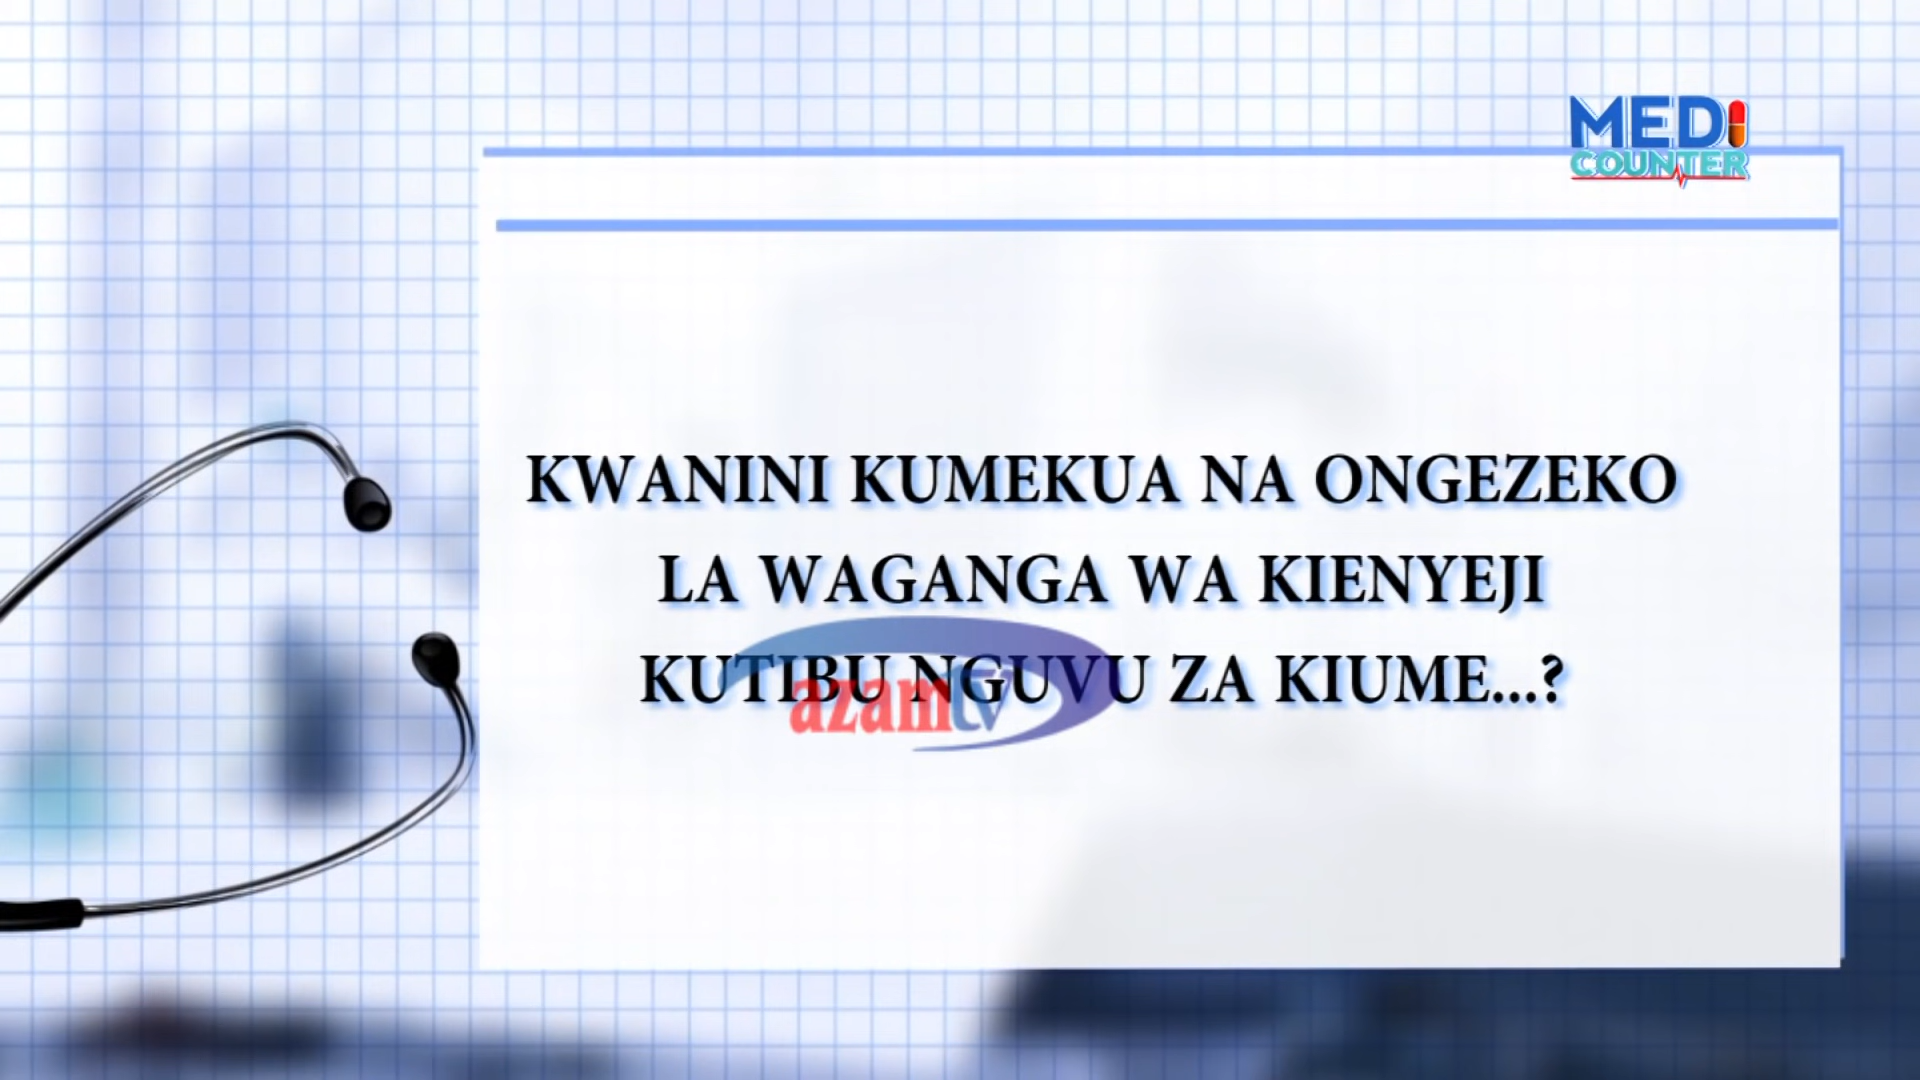 MEDI
COUNTER
KWANINI KUMEKUA NA ONGEZEKO
LA WAGANGA WA KIENYEJI
KUTIBU NGUVU ZA KIUME...?
azamtv